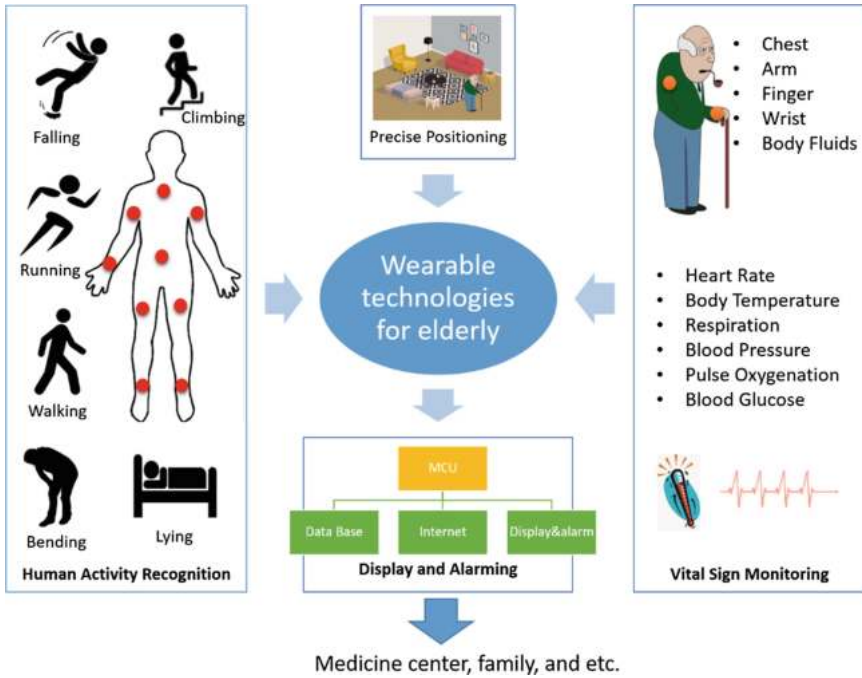 Falling
Climbing
Running
Walking
Bending
Lying
Human Activity Recognition
Precise Positioning
Wearable
technologies
for elderly
MCU
Data Base
Internet
Display&alarm
Display and Alarming
Medicine center, family, and etc.
• Chest
• Arm
• Finger
• Wrist
• Body Fluids
• Heart Rate
• Body Temperature
• Respiration
• Blood Pressure
• Pulse Oxygenation
• Blood Glucose
Vital Sign Monitoring